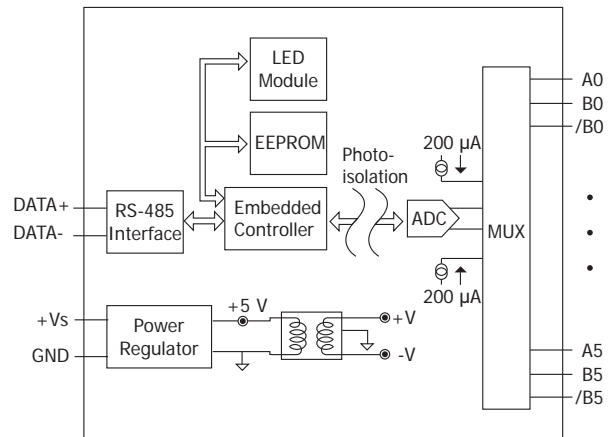 LED
Module
A0
B0
/B0
EEPROM
200 µA
Photo-
isolation
DATA+
DATA-
RS-485
Interface
Embedded
Controller
ADC
MUX
200 µA
+Vs
GND
Power
Regulator
+5 V
+V
-V
A5
B5
/B5